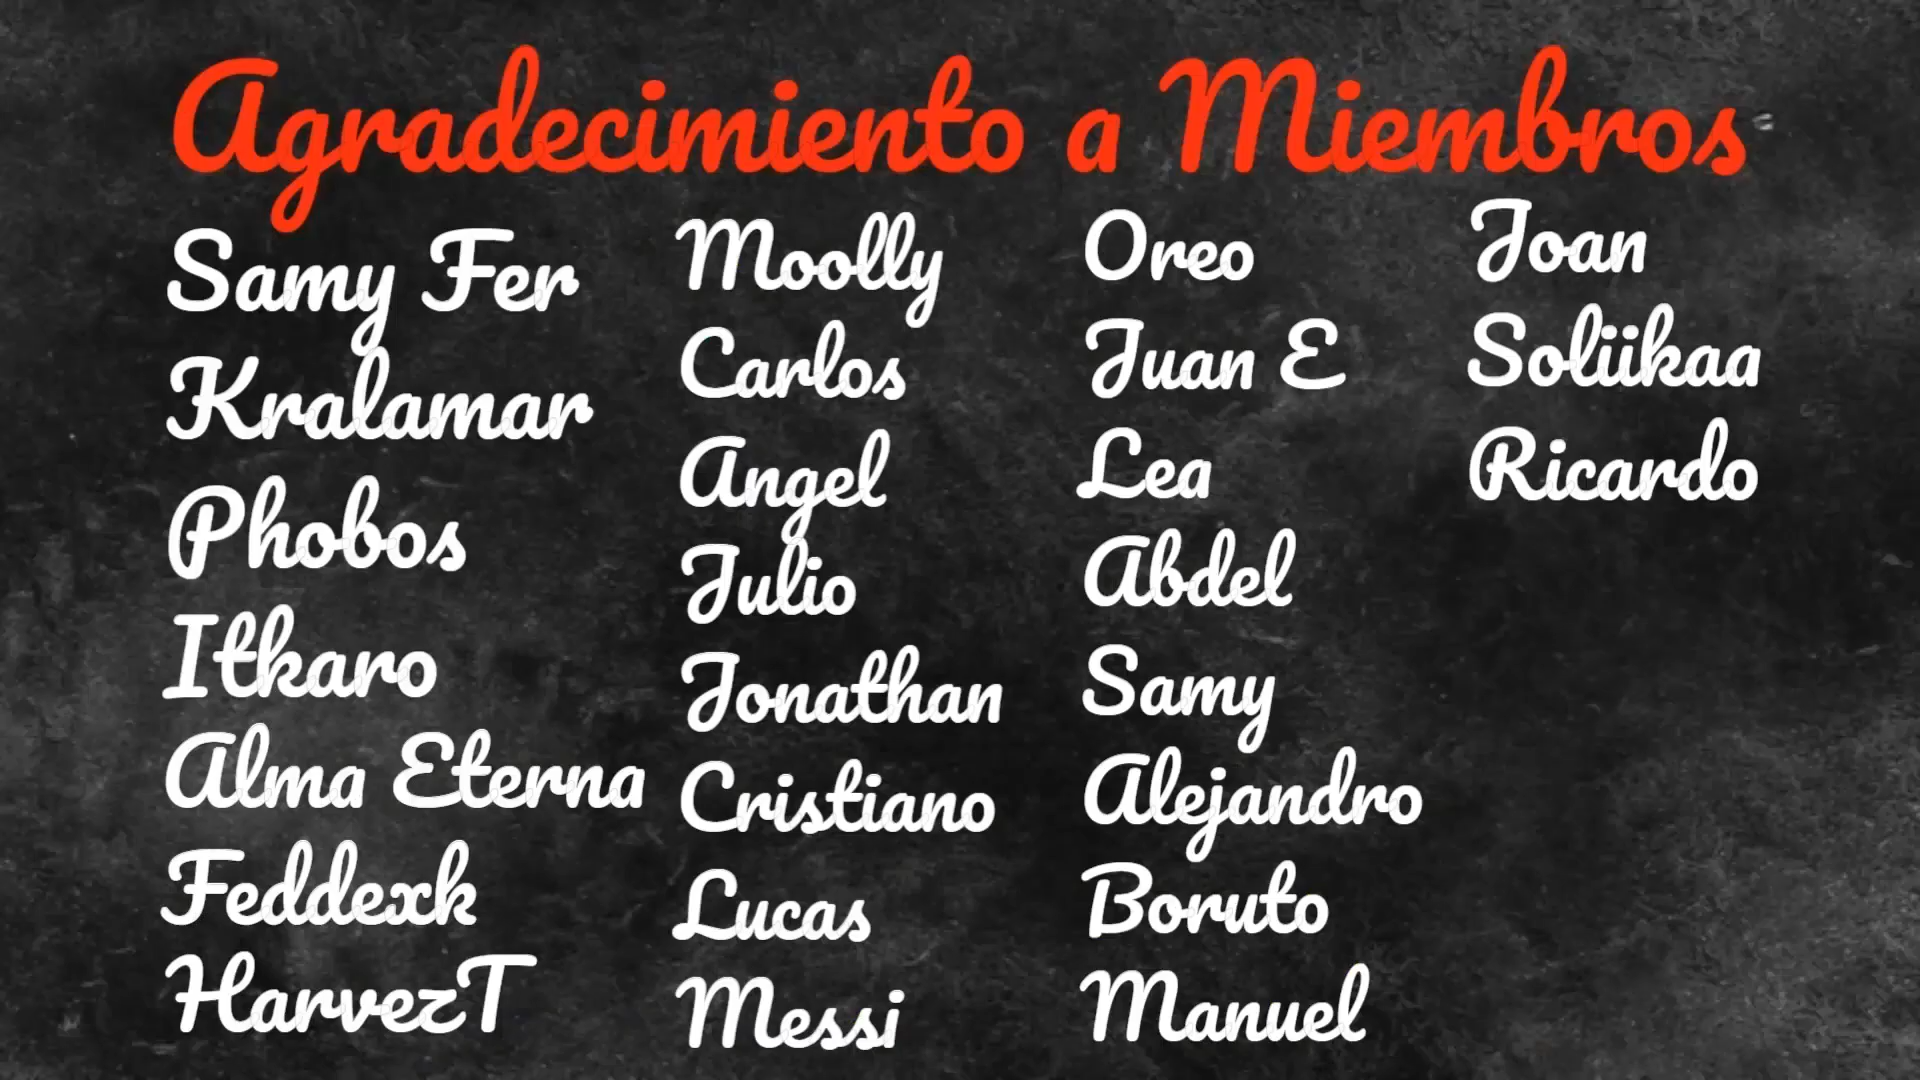 Agradecimiento a Miembros
Samy Fer
Kralamar
Phobos
Itkaro
Alma Eterna
Feddexk
HarvezT
Moolly
Carlos
Angel
Julio
Jonathan
Cristiano
Lucas
Messi
Oreo
Juan E
Lea
Abdel
Samy
Alejandro
Boruto
Manuel
Joan
Soliikaa
Ricardo